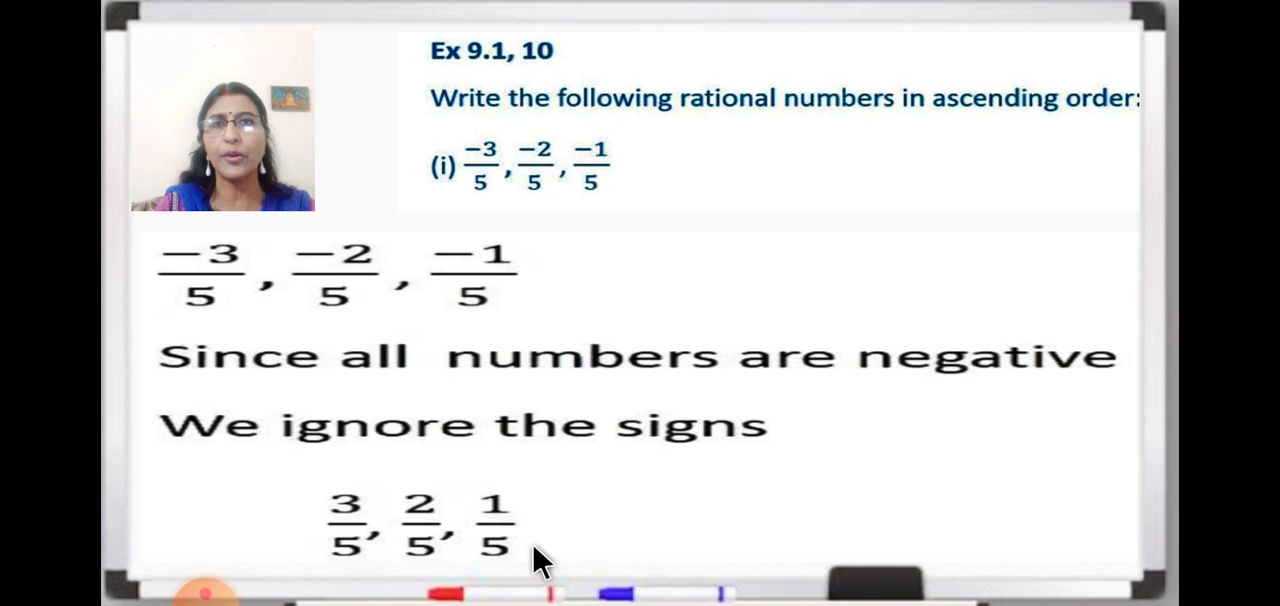 Ex 9.1, 10
Write the following rational numbers in ascending order:
(i) −3/5 , −2/5 , −1/5
−3/5 , −2/5 , −1/5
Since all numbers are negative
We ignore the signs
3/5, 2/5, 1/5